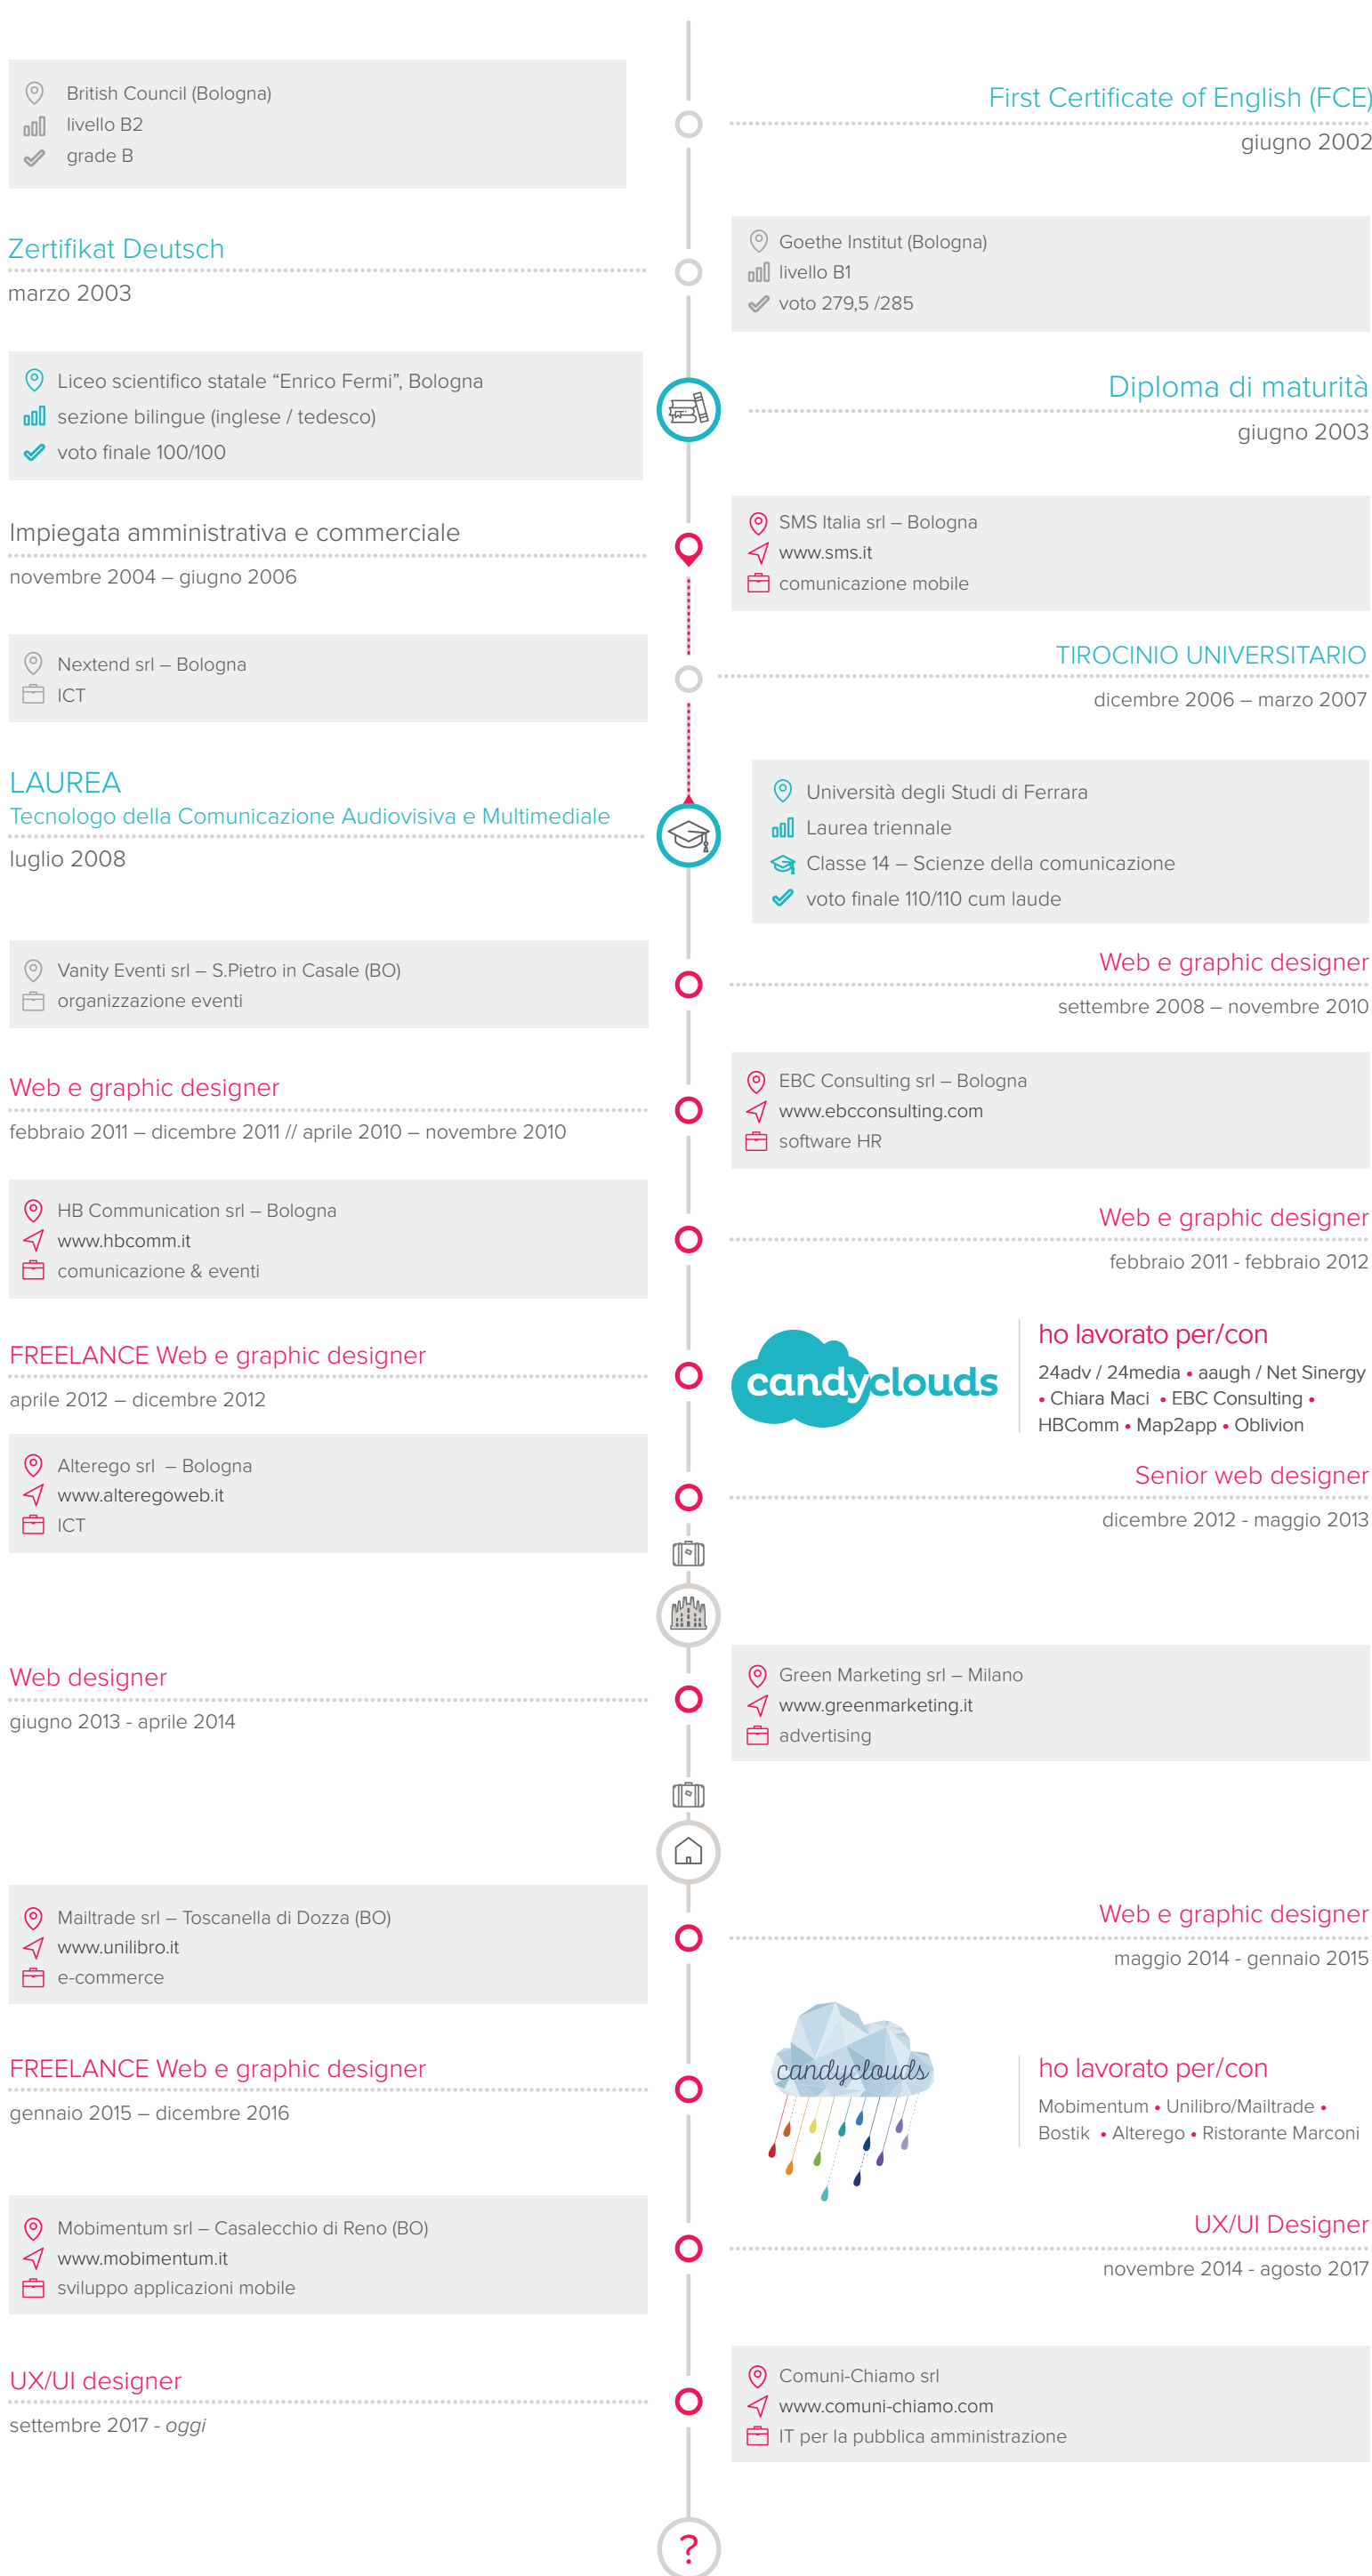 British Council (Bologna)
livello B2
grade B
First Certificate of English (FCE)
giugno 2002
Zertifikat Deutsch
marzo 2003
Goethe Institut (Bologna)
livello B1
voto 279,5 /285
Liceo scientifico statale “Enrico Fermi”, Bologna
sezione bilingue (inglese / tedesco)
voto finale 100/100
Diploma di maturità
giugno 2003
Impiegata amministrativa e commerciale
novembre 2004 – giugno 2006
SMS Italia srl – Bologna
www.sms.it
comunicazione mobile
Nextend srl – Bologna
ICT
TIROCINIO UNIVERSITARIO
dicembre 2006 – marzo 2007
LAUREA
Tecnologo della Comunicazione Audiovisiva e Multimediale
luglio 2008
Università degli Studi di Ferrara
Laurea triennale
Classe 14 – Scienze della comunicazione
voto finale 110/110 cum laude
Vanity Eventi srl – S.Pietro in Casale (BO)
organizzazione eventi
Web e graphic designer
settembre 2008 – novembre 2010
Web e graphic designer
febbraio 2011 – dicembre 2011 // aprile 2010 – novembre 2010
EBC Consulting srl – Bologna
www.ebcconsulting.com
software HR
HB Communication srl – Bologna
www.hbcomm.it
comunicazione & eventi
Web e graphic designer
febbraio 2011 - febbraio 2012
FREELANCE Web e graphic designer
aprile 2012 – dicembre 2012
candyclouds
ho lavorato per/con
24adv / 24media • aaugh / Net Sinergy
• Chiara Maci • EBC Consulting •
HBComm • Map2app • Oblivion
Alterego srl – Bologna
www.alteregoweb.it
ICT
Senior web designer
dicembre 2012 - maggio 2013
Web designer
giugno 2013 - aprile 2014
Green Marketing srl – Milano
www.greenmarketing.it
advertising
Mailtrade srl – Toscanella di Dozza (BO)
www.unilibro.it
e-commerce
Web e graphic designer
maggio 2014 - gennaio 2015
FREELANCE Web e graphic designer
gennaio 2015 – dicembre 2016
candyclouds
ho lavorato per/con
Mobimentum • Unilibro/Mailtrade •
Bostik • Alterego • Ristorante Marconi
Mobimentum srl – Casalecchio di Reno (BO)
www.mobimentum.it
sviluppo applicazioni mobile
UX/UI Designer
novembre 2014 - agosto 2017
UX/UI designer
settembre 2017 - oggi
Comuni-Chiamo srl
www.comuni-chiamo.com
IT per la pubblica amministrazione
?